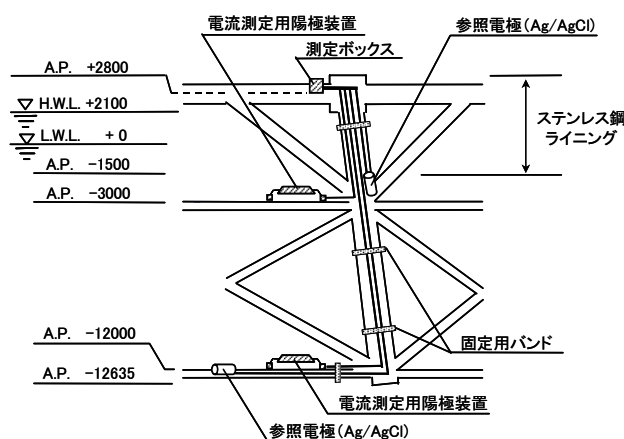 電流測定用陽極装置
参照電極(Ag/AgCl)
測定ボックス
A.P. +2800
H.W.L. +2100
L.W.L. + 0
A.P. -1500
A.P. -3000
ステンレス鋼
ライニング
A.P. -12000
A.P. -12635
固定用バンド
電流測定用陽極装置
参照電極(Ag/AgCl)